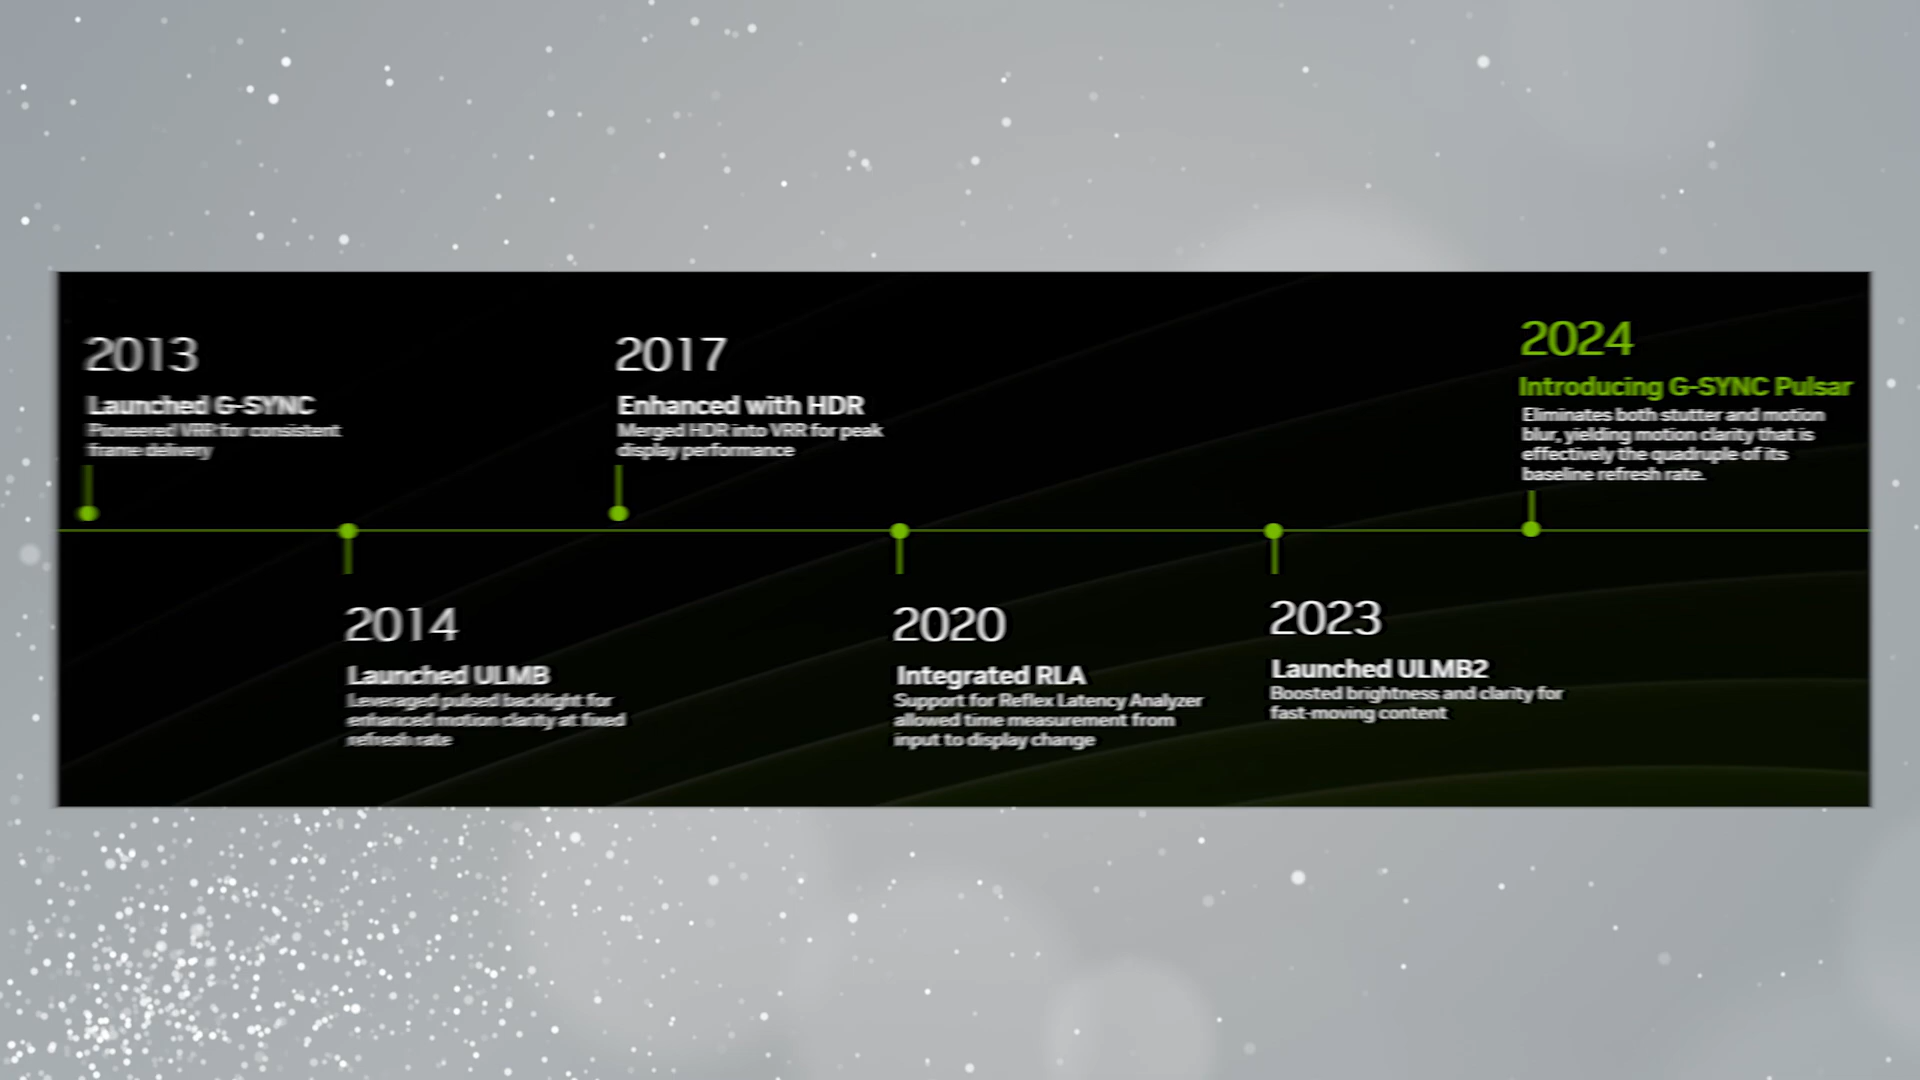 2013
Launched G-SYNC
Pioneered VRR for consistent
frame delivery
2014
Launched ULMB
Leveraged pulsed backlight for
enhanced motion clarity at fixed
refresh rate
2017
Enhanced with HDR
Merged HDR into VRR for peak
display performance
2020
Integrated RLA
Support for Reflex Latency Analyzer
allowed time measurement from
input to display change
2023
Launched ULMB2
Boosted brightness and clarity for
fast-moving content
2024
Introducing G-SYNC Pulsar
Eliminates both stutter and motion
blur, yielding motion clarity that is
effectively the quadruple of its
baseline refresh rate.